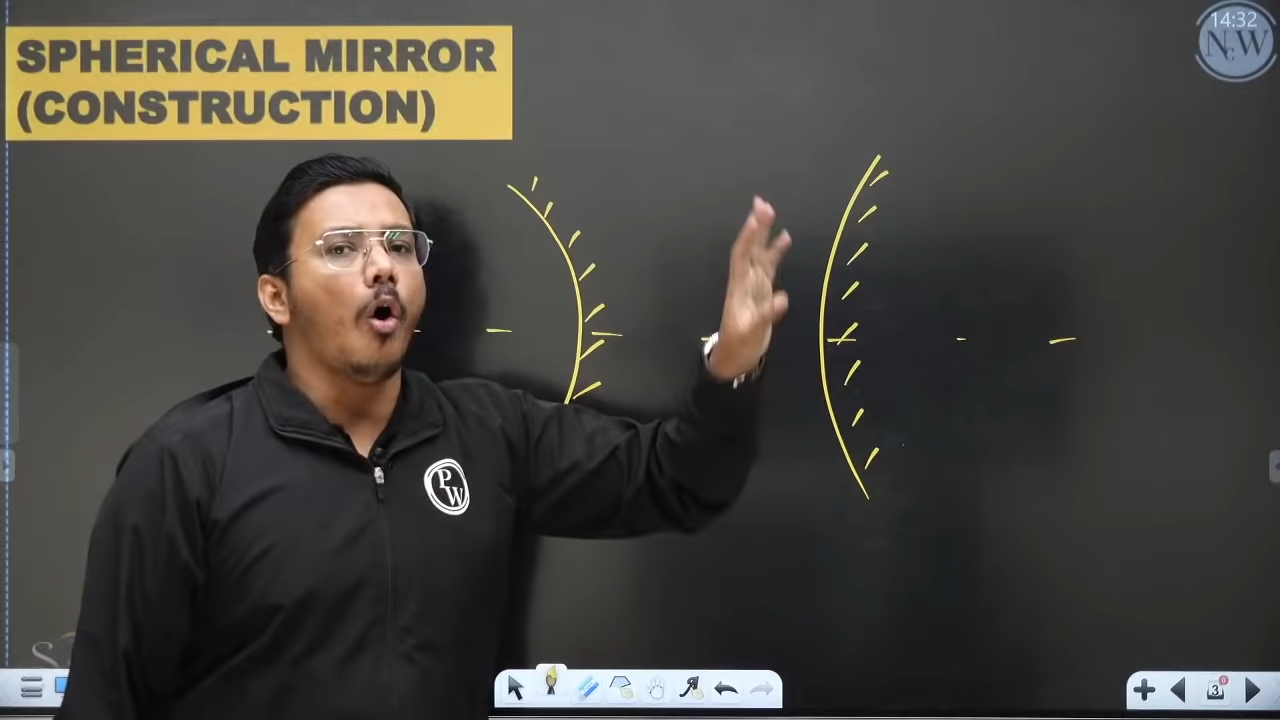 SPHERICAL MIRROR
(CONSTRUCTION)
14:32
N:W
PW
3